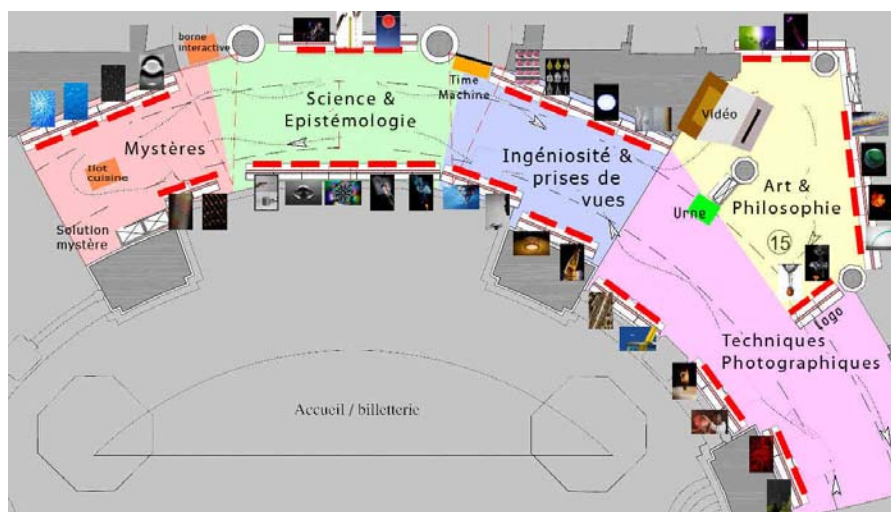 borne
interactive
Mystères
Ilot
cuisine
Solution
mystère
Science &
Epistémologie
Time
Machine
Ingéniosité &
prises de
vues
Vidéo
Urne
Art &
Philosophie
15
Logo
Techniques
Photographiques
Accueil / billetterie